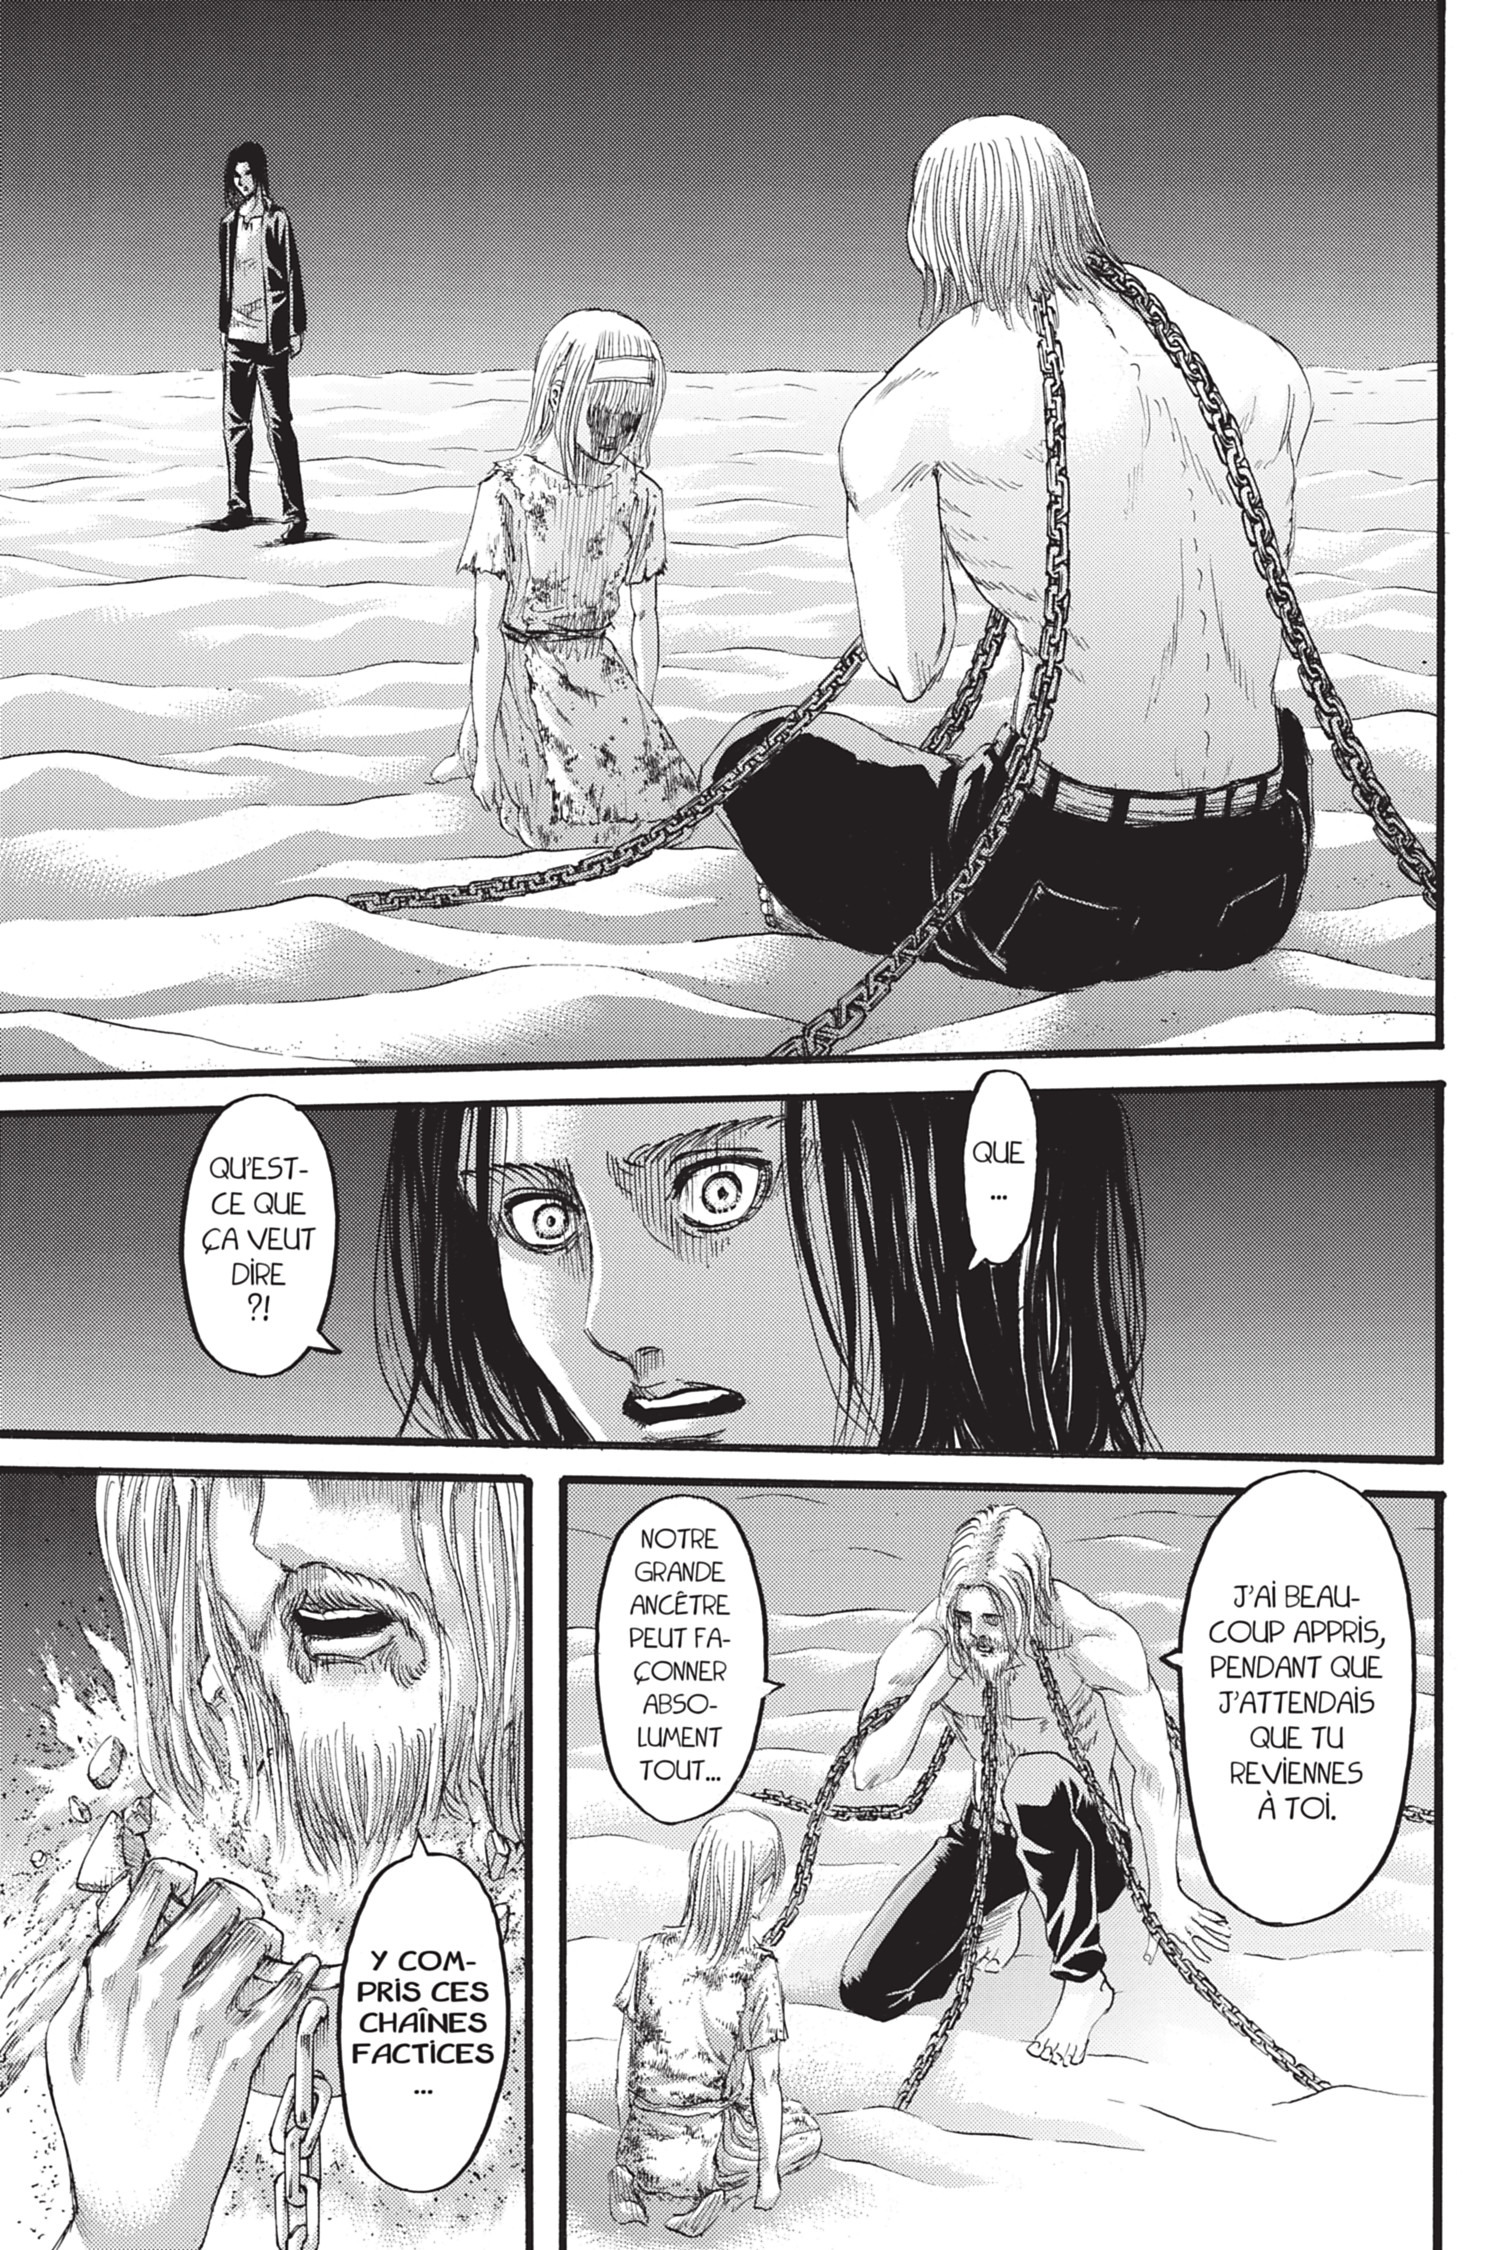 QUE
...
QU'EST-
CE QUE
ÇA VEUT
DIRE
?!
J'AI BEAU-
COUP APPRIS,
PENDANT QUE
J'ATTENDAIS
QUE TU
REVIENNES
À TOI.
NOTRE
GRANDE
ANCÊTRE
PEUT FA-
ÇONNER
ABSO-
LUMENT
TOUT...
Y COM-
PRIS CES
CHAÎNES
FACTICES
...